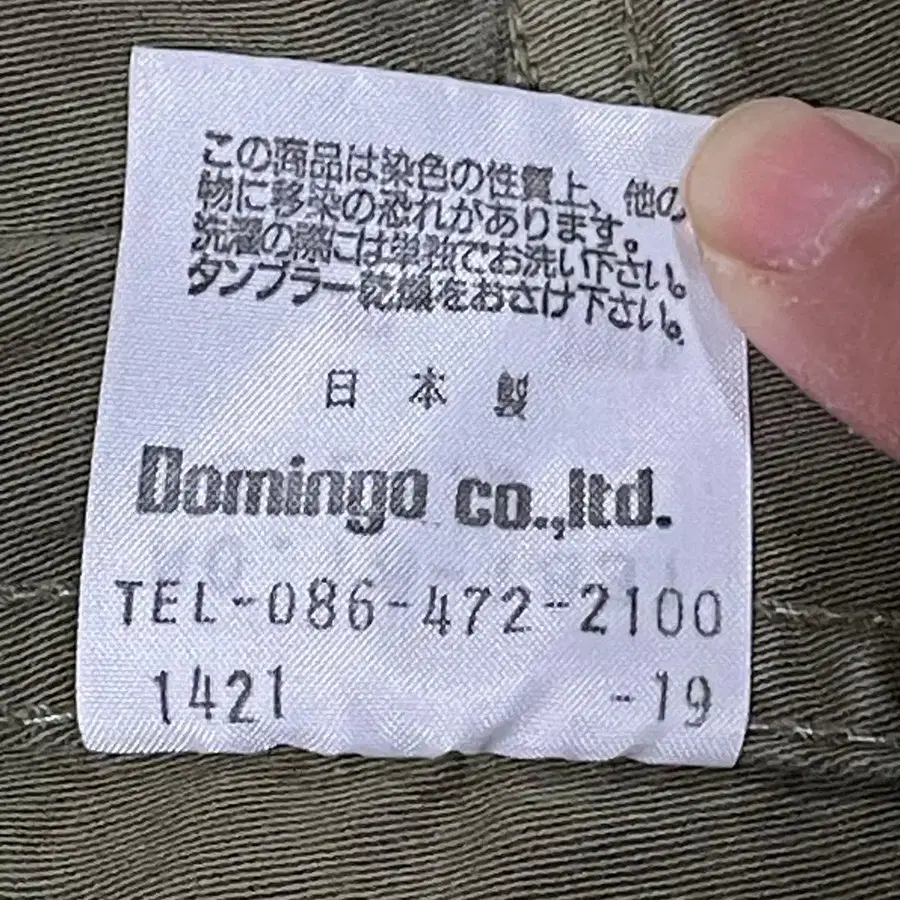 この商品は染色の性質上、他の
物に移染の恐れがあります。
洗濯の際には単独でお洗い下さい。
タンブラー乾燥をおさけ下さい。
日本製
Domingo co.,ltd.
TEL-086-472-2100
1421 -19